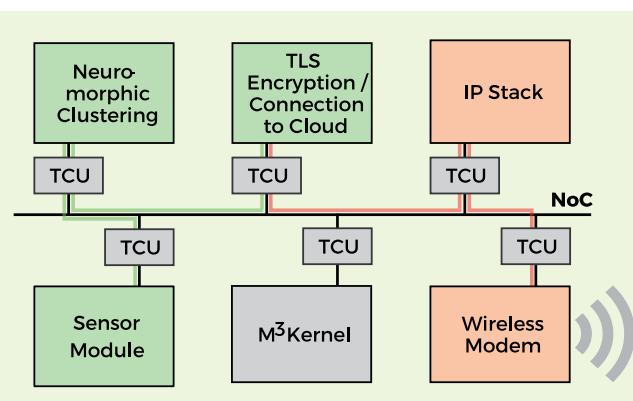 Neuro-
morphic
Clustering
TLS
Encryption /
Connection
to Cloud
IP Stack
TCU
TCU
TCU
NoC
TCU
TCU
TCU
Sensor
Module
M³Kernel
Wireless
Modem